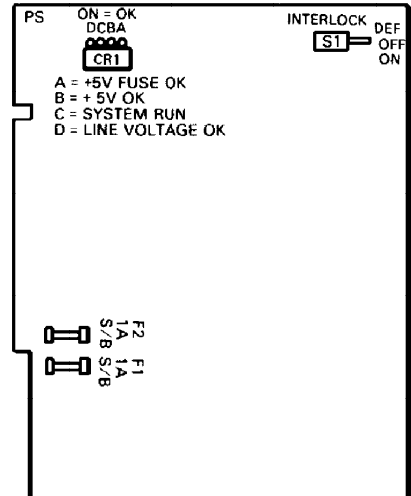 PS
ON = OK
DCBA
CR1
A = +5V FUSE OK
B = + 5V OK
C = SYSTEM RUN
D = LINE VOLTAGE OK
INTERLOCK
S1
DEF
OFF
ON
F2
1A
S/B
F1
1A
S/B